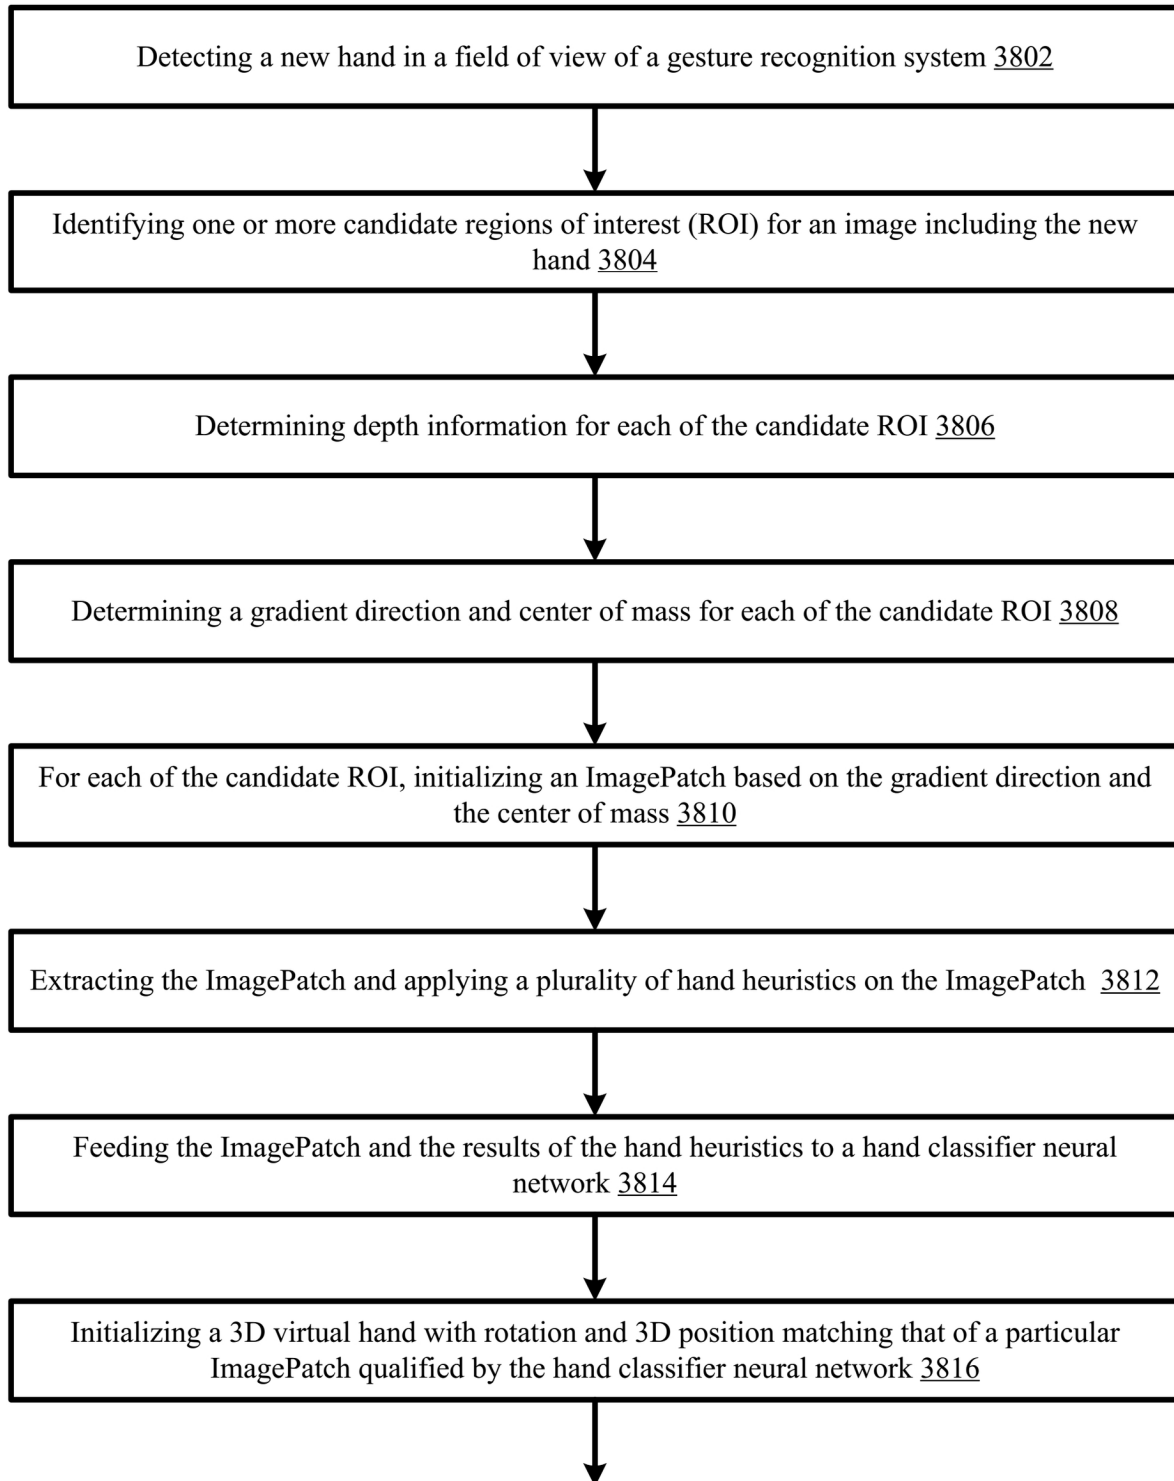 Detecting a new hand in a field of view of a gesture recognition system 3802
Identifying one or more candidate regions of interest (ROI) for an image including the new
hand 3804
Determining depth information for each of the candidate ROI 3806
Determining a gradient direction and center of mass for each of the candidate ROI 3808
For each of the candidate ROI, initializing an ImagePatch based on the gradient direction and
the center of mass 3810
Extracting the ImagePatch and applying a plurality of hand heuristics on the ImagePatch 3812
Feeding the ImagePatch and the results of the hand heuristics to a hand classifier neural
network 3814
Initializing a 3D virtual hand with rotation and 3D position matching that of a particular
ImagePatch qualified by the hand classifier neural network 3816